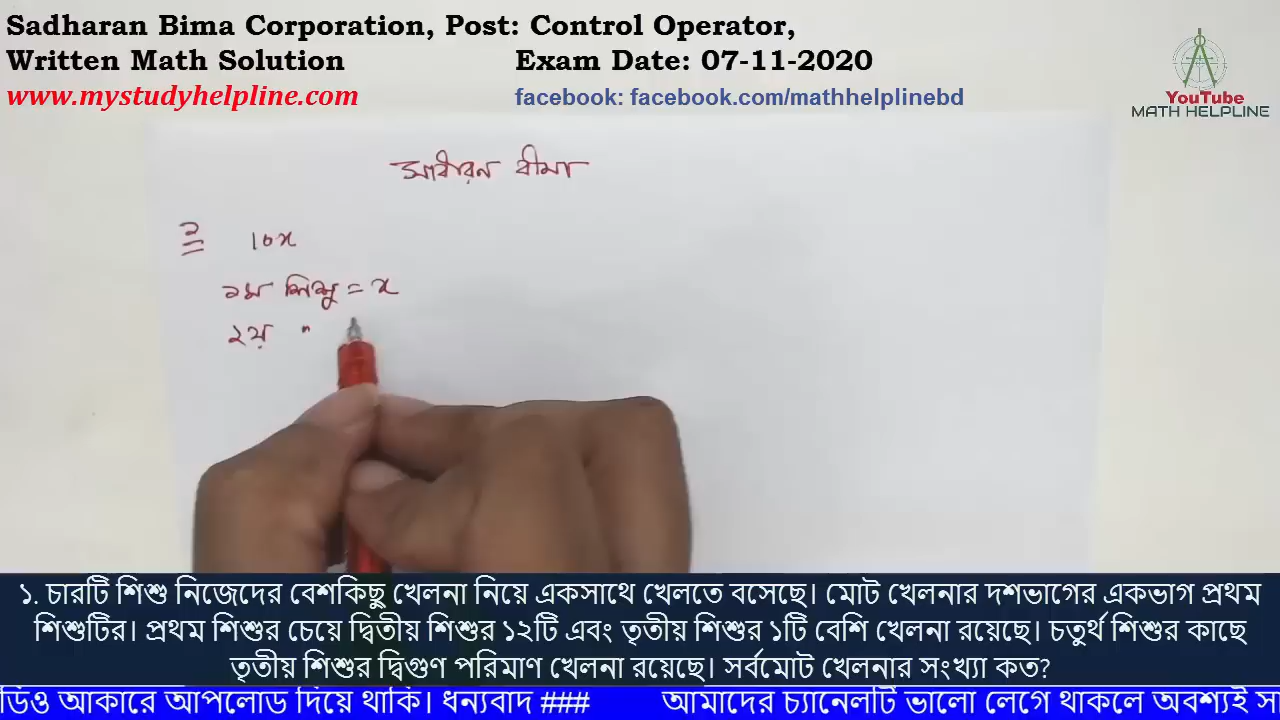 Sadharan Bima Corporation, Post: Control Operator,
Written Math Solution Exam Date: 07-11-2020
www.mystudyhelpline.com facebook: facebook.com/mathhelplinebd
YouTube
MATH HELPLINE
সাধারন বীমা
১ 10x
১ম শিশু = x
২য় "
১. চারটি শিশু নিজেদের বেশকিছু খেলনা নিয়ে একসাথে খেলতে বসেছে। মোট খেলনার দশভাগের একভাগ প্রথম
শিশুটির। প্রথম শিশুর চেয়ে দ্বিতীয় শিশুর ১২টি এবং তৃতীয় শিশুর ১টি বেশি খেলনা রয়েছে। চতুর্থ শিশুর কাছে
তৃতীয় শিশুর দ্বিগুণ পরিমাণ খেলনা রয়েছে। সর্বমোট খেলনার সংখ্যা কত?
ডিও আকারে আপলোড দিয়ে থাকি। ধন্যবাদ ### আমাদের চ্যানেলটি ভালো লেগে থাকলে অবশ্যই স